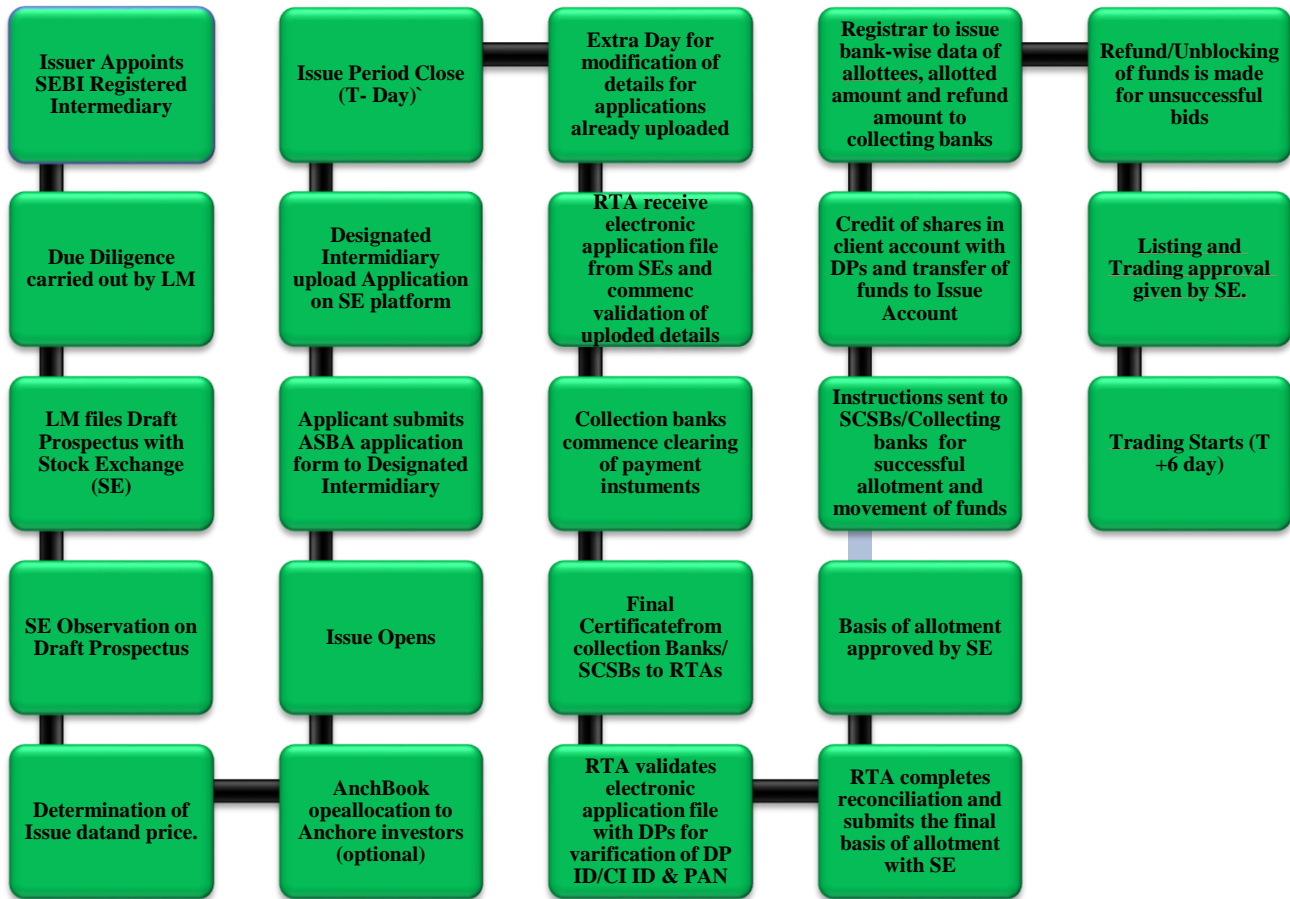 Issuer Appoints
SEBI Registered
Intermediary
Due Diligence
carried out by LM
LM files Draft
Prospectus with
Stock Exchange
(SE)
SE Observation on
Draft Prospectus
Determination of
Issue datand price.
AnchBook
opeallocation to
Anchore investors
(optional)
Issue Opens
Applicant submits
ASBA application
form to Designated
Intermidiary
Designated
Intermidiary
upload Application
on SE platform
Issue Period Close
(T- Day)`
Extra Day for
modification of
details for
applications
already uploaded
RTA receive
electronic
application file
from SEs and
commenc
validation of
uploded details
Collection banks
commence clearing
of payment
instuments
Final
Certificatefrom
collection Banks/
SCSBs to RTAs
RTA validates
electronic
application file
with DPs for
varification of DP
ID/CI ID & PAN
RTA completes
reconciliation and
submits the final
basis of allotment
with SE
Basis of allotment
approved by SE
Instructions sent to
SCSBs/Collecting
banks for
successful
allotment and
movement of funds
Credit of shares in
client account with
DPs and transfer of
funds to Issue
Account
Registrar to issue
bank-wise data of
allottees, allotted
amount and refund
amount to
collecting banks
Refund/Unblocking
of funds is made
for unsuccessful
bids
Listing and
Trading approval
given by SE.
Trading Starts (T
+6 day)